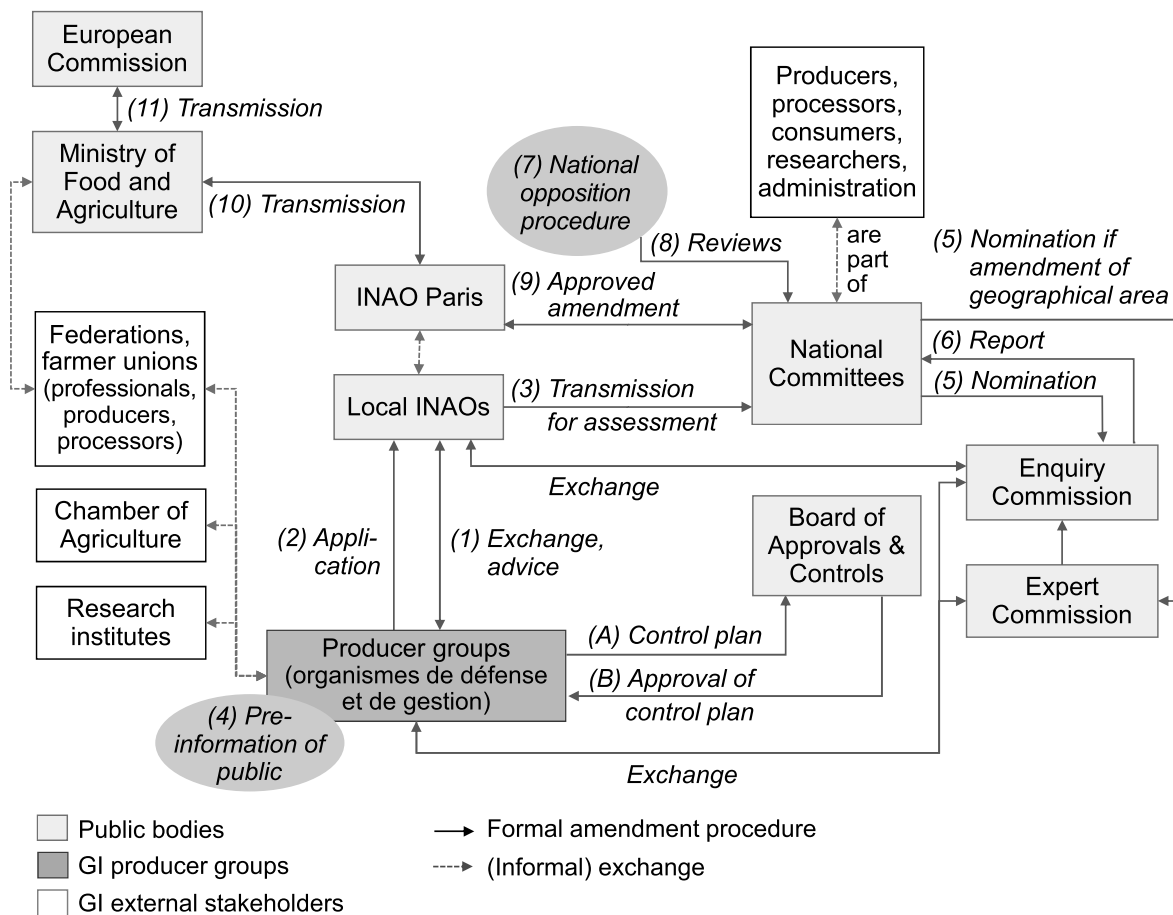 European
Commission
(11) Transmission
Ministry of
Food and
Agriculture
(10) Transmission
(7) National
opposition
procedure
Producers,
processors,
consumers,
researchers,
administration
(8) Reviews
are
part
of
(5) Nomination if
amendment of
geographical area
INAO Paris
(9) Approved
amendment
National
Committees
(6) Report
(5) Nomination
Federations,
farmer unions
(professionals,
producers,
processors)
Local INAOs
(3) Transmission
for assessment
Exchange
Enquiry
Commission
Chamber of
Agriculture
(2) Appli-
cation
(1) Exchange,
advice
Board of
Approvals &
Controls
Expert
Commission
Research
institutes
Producer groups
(organismes de défense
et de gestion)
(A) Control plan
(B) Approval of
control plan
(4) Pre-
information of
public
Exchange
Public bodies
GI producer groups
GI external stakeholders
Formal amendment procedure
(Informal) exchange